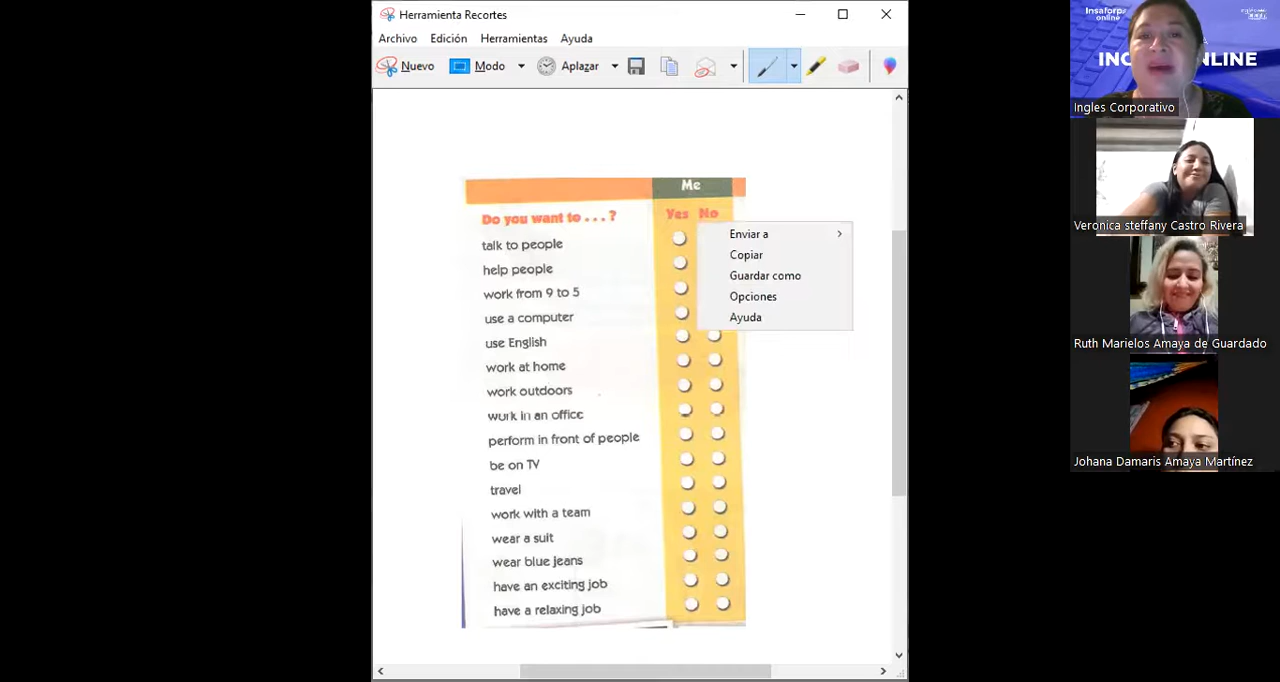 Herramienta Recortes
Archivo Edición Herramientas Ayuda
Nuevo Modo Aplazar
Me
Do you want to . . . ?
Yes No
talk to people
help people
work from 9 to 5
use a computer
use English
work at home
work outdoors
work in an office
perform in front of people
be on TV
travel
work with a team
wear a suit
wear blue jeans
have an exciting job
have a relaxing job
Enviar a
Copiar
Guardar como
Opciones
Ayuda
Insaforp
online
Ingles Corporativo
Veronica steffany Castro Rivera
Ruth Marielos Amaya de Guardado
Johana Damaris Amaya Martínez